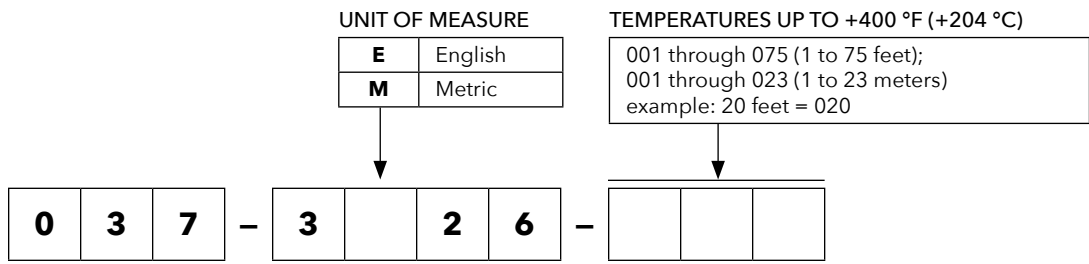 UNIT OF MEASURE
E English
M Metric
TEMPERATURES UP TO +400 °F (+204 °C)
001 through 075 (1 to 75 feet);
001 through 023 (1 to 23 meters)
example: 20 feet = 020
0 3 7 – 3 2 6 –